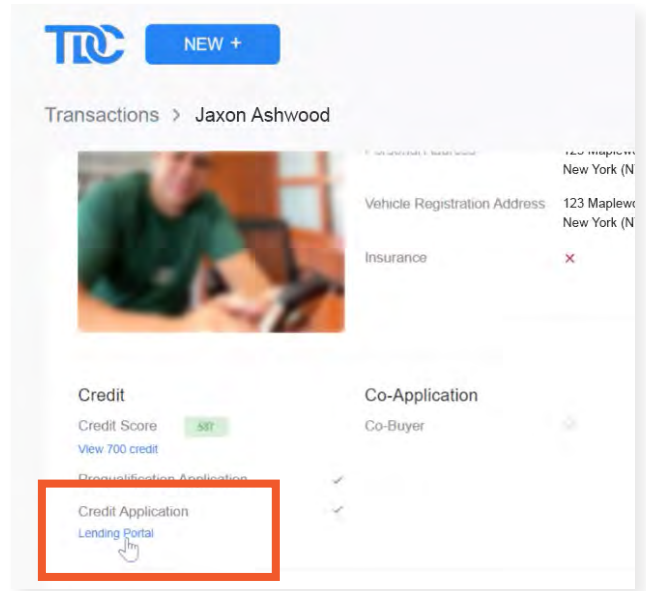 TDC
NEW +
Transactions > Jaxon Ashwood
New York (N
Vehicle Registration Address
123 Maplewo
New York (N
Insurance
×
Credit
Co-Application
Credit Score
Co-Buyer
View 700 credit
Prequalification Application
Credit Application
Lending Portal